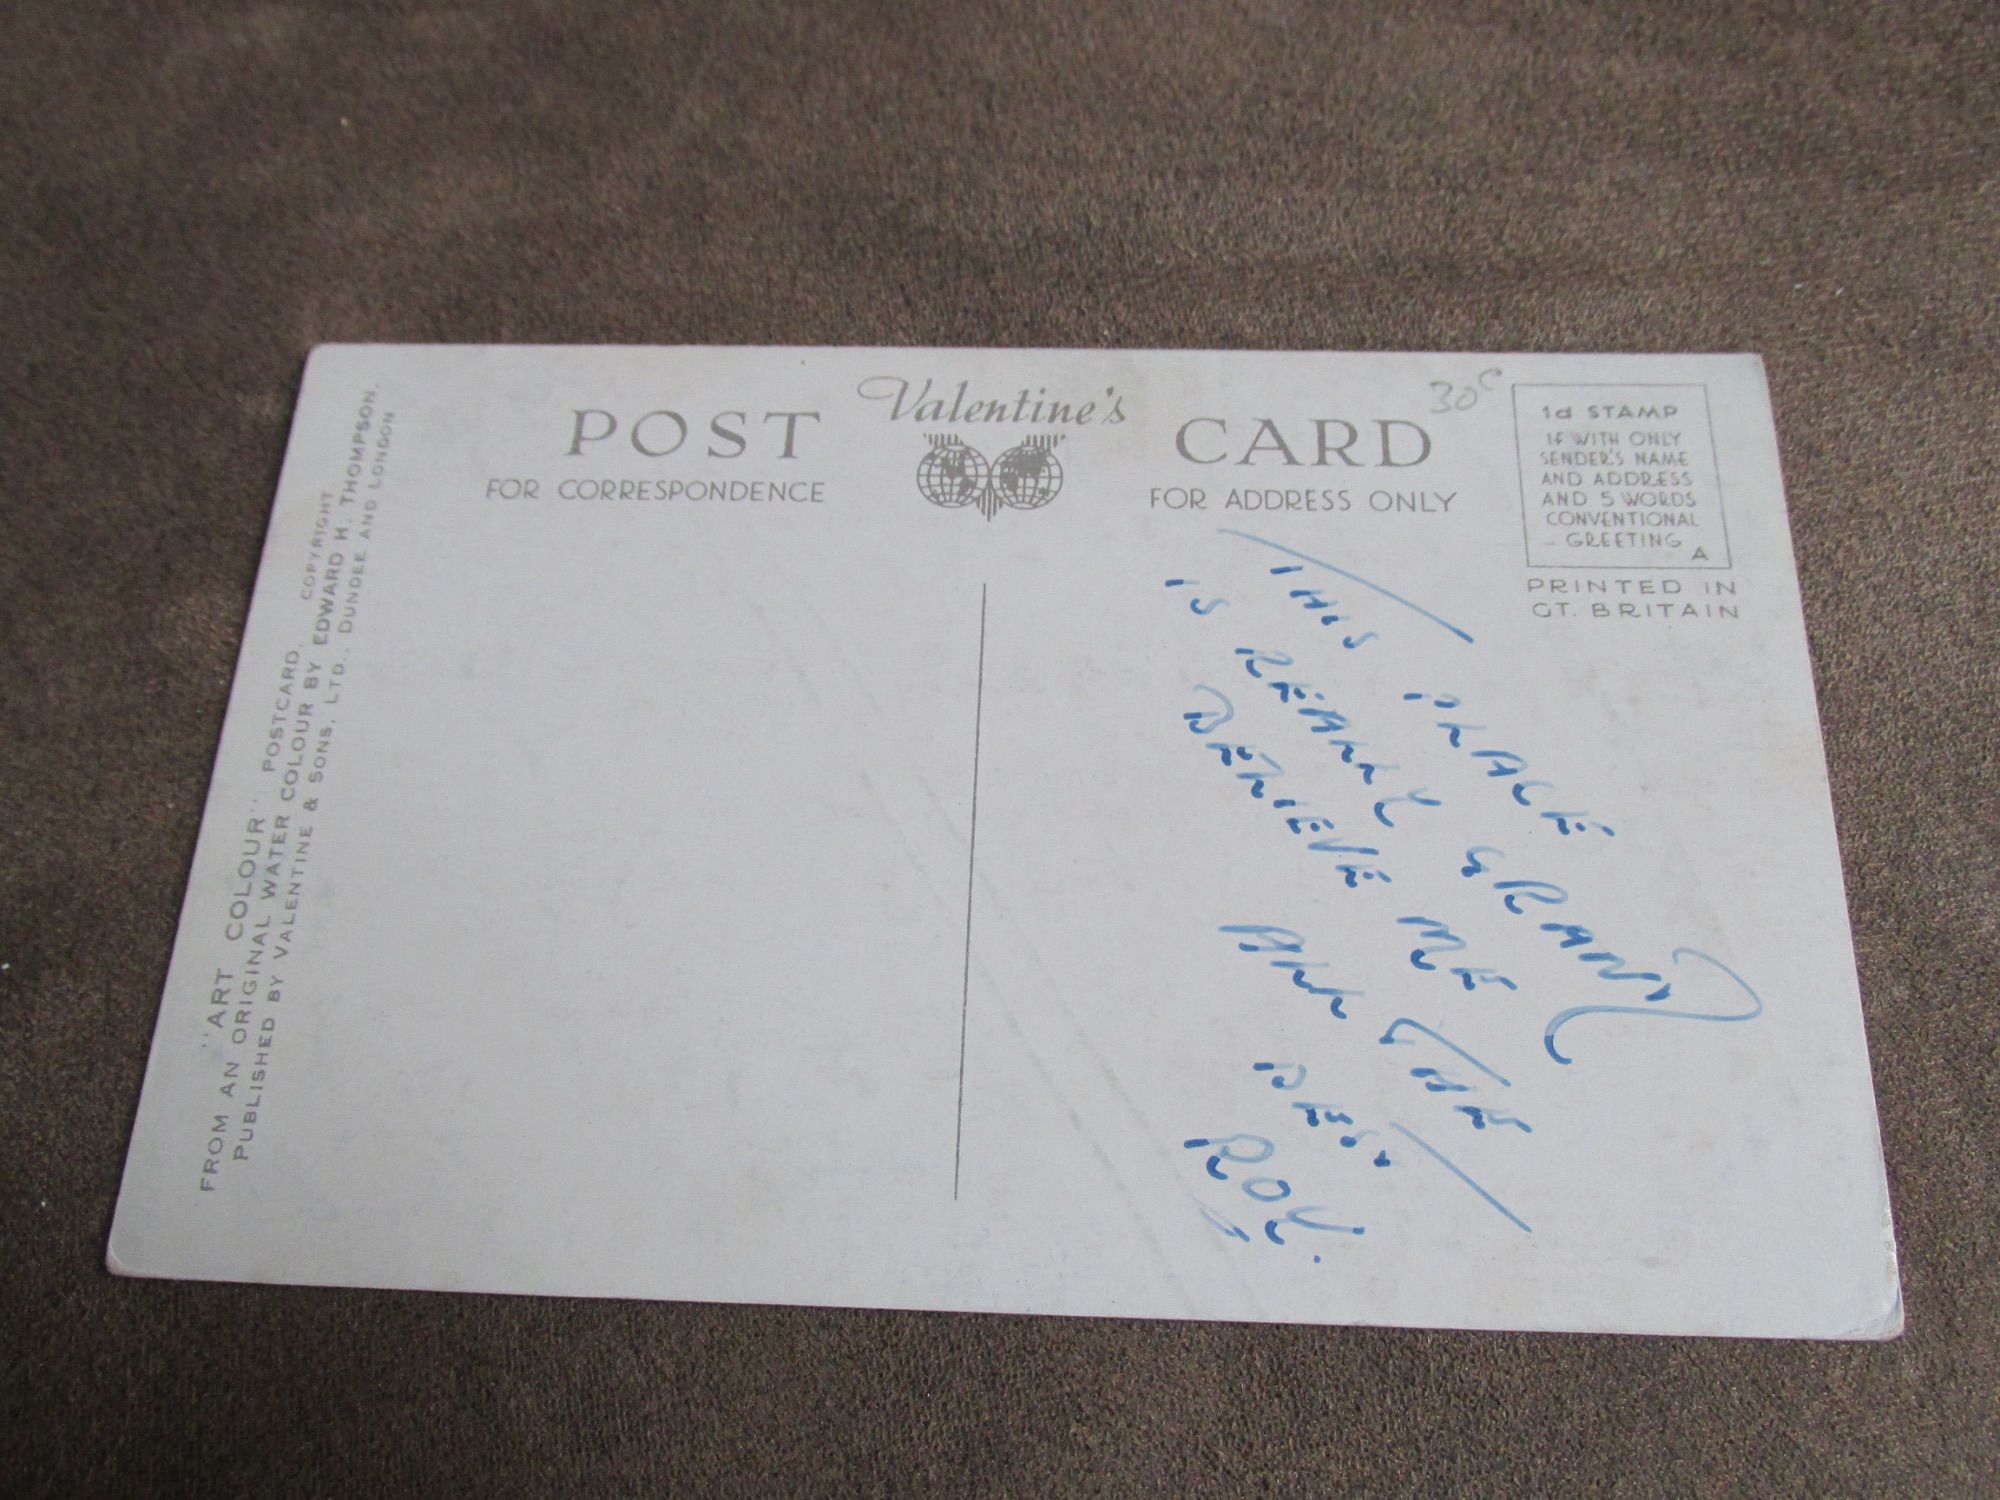 "ART COLOUR" POSTCARD. COPYRIGHT
FROM AN ORIGINAL WATER COLOUR BY EDWARD H. THOMPSON.
PUBLISHED BY VALENTINE & SONS, LTD., DUNDEE AND LONDON
Valentine's
POST CARD
FOR CORRESPONDENCE
FOR ADDRESS ONLY
30c
1d STAMP
IF WITH ONLY
SENDER'S NAME
AND ADDRESS
AND 5 WORDS
CONVENTIONAL
GREETING
A
PRINTED IN
GT. BRITAIN
THIS PLACE
IS REALLY GRAND
BELIEVE ME
ALL THE
BEST
ROY.